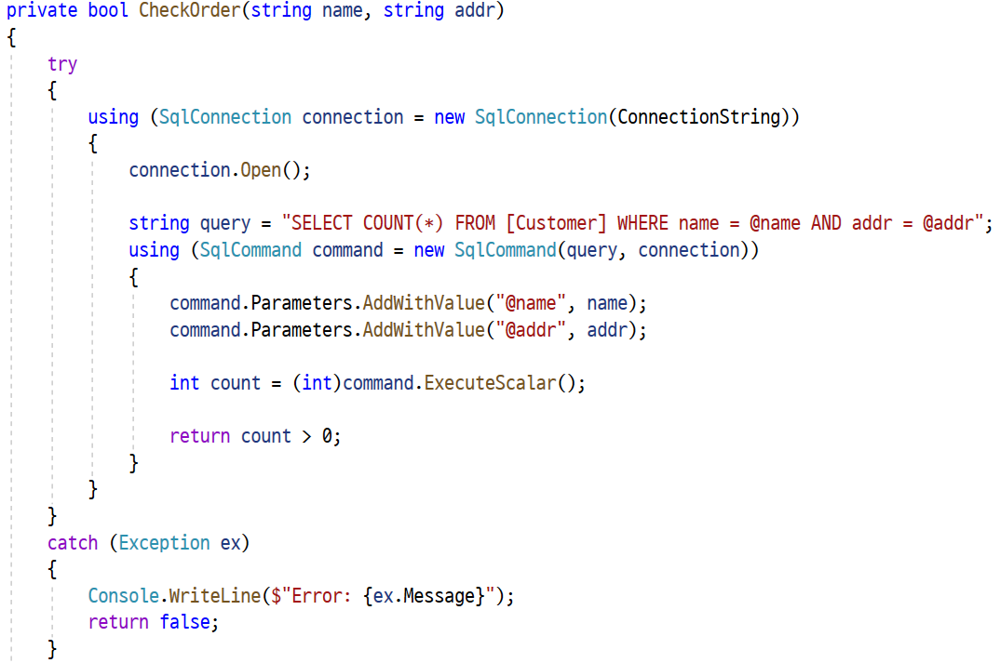 private bool CheckOrder(string name, string addr)
{
    try
    {
        using (SqlConnection connection = new SqlConnection(ConnectionString))
        {
            connection.Open();

            string query = "SELECT COUNT(*) FROM [Customer] WHERE name = @name AND addr = @addr";
            using (SqlCommand command = new SqlCommand(query, connection))
            {
                command.Parameters.AddWithValue("@name", name);
                command.Parameters.AddWithValue("@addr", addr);

                int count = (int)command.ExecuteScalar();

                return count > 0;
            }
        }
    }
    catch (Exception ex)
    {
        Console.WriteLine($"Error: {ex.Message}");
        return false;
    }